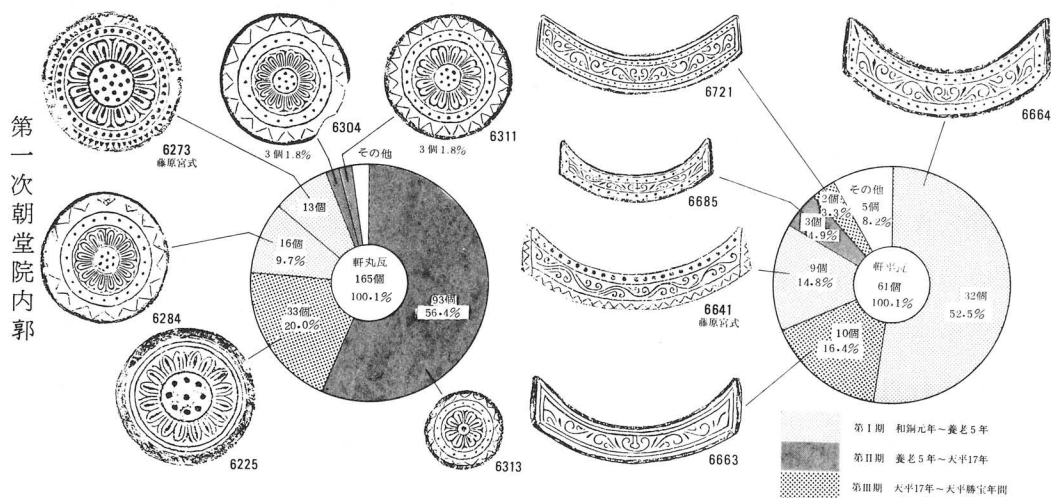 第一次朝堂院内郭
6273
藤原宮式
6304
3個1.8%
6311
3個1.8%
その他
13個
16個
9.7%
6284
33個
20.0%
6225
軒丸瓦
165個
100.1%
93個
56.4%
6313
6721
6664
6685
6641
藤原宮式
6663
その他
5個
8.2%
2個
3.3%
3個
4.9%
9個
14.8%
10個
16.4%
軒平瓦
61個
100.1%
32個
52.5%
第Ⅰ期 和銅元年～養老5年
第Ⅱ期 養老5年～天平17年
第Ⅲ期 天平17年～天平勝宝年間